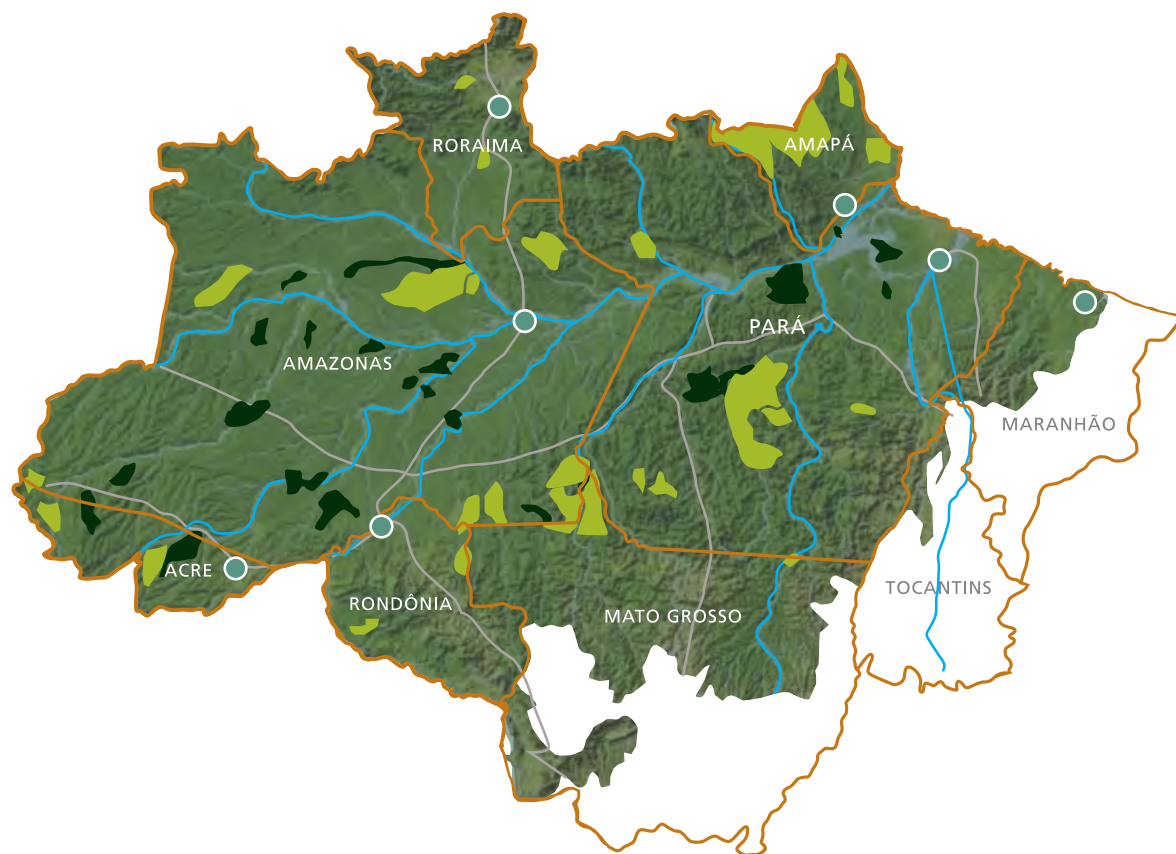 RORAIMA
AMAPÁ
PARÁ
AMAZONAS
MARANHÃO
ACRE
RONDÔNIA
MATO GROSSO
TOCANTINS